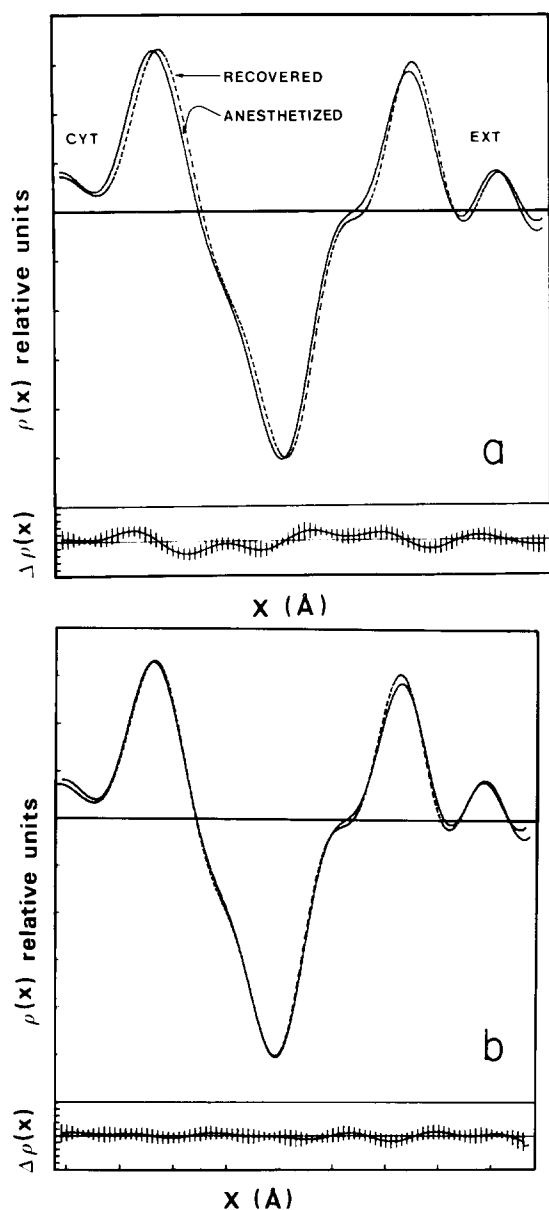 RECOVERED
ANESTHETIZED
CYT
EXT
ρ(x) relative units
a
Δρ(x)
x (Å)
ρ(x) relative units
b
Δρ(x)
x (Å)